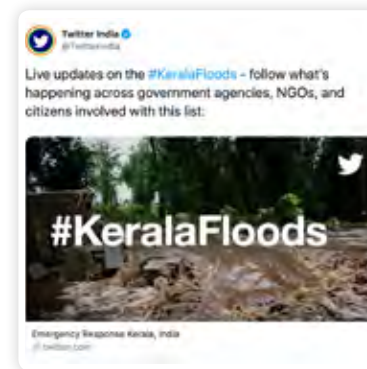 Twitter India
@TwitterIndia
Live updates on the #KeralaFloods - follow what's
happening across government agencies, NGOs, and
citizens involved with this list:
#KeralaFloods
Emergency Response Kerala, India
twitter.com